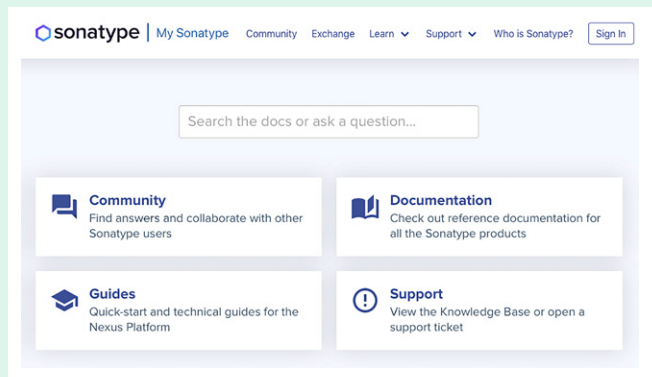 sonatype My Sonatype Community Exchange Learn Support Who is Sonatype? Sign In
Search the docs or ask a question...
Community
Find answers and collaborate with other
Sonatype users
Documentation
Check out reference documentation for
all the Sonatype products
Guides
Quick-start and technical guides for the
Nexus Platform
Support
View the Knowledge Base or open a
support ticket